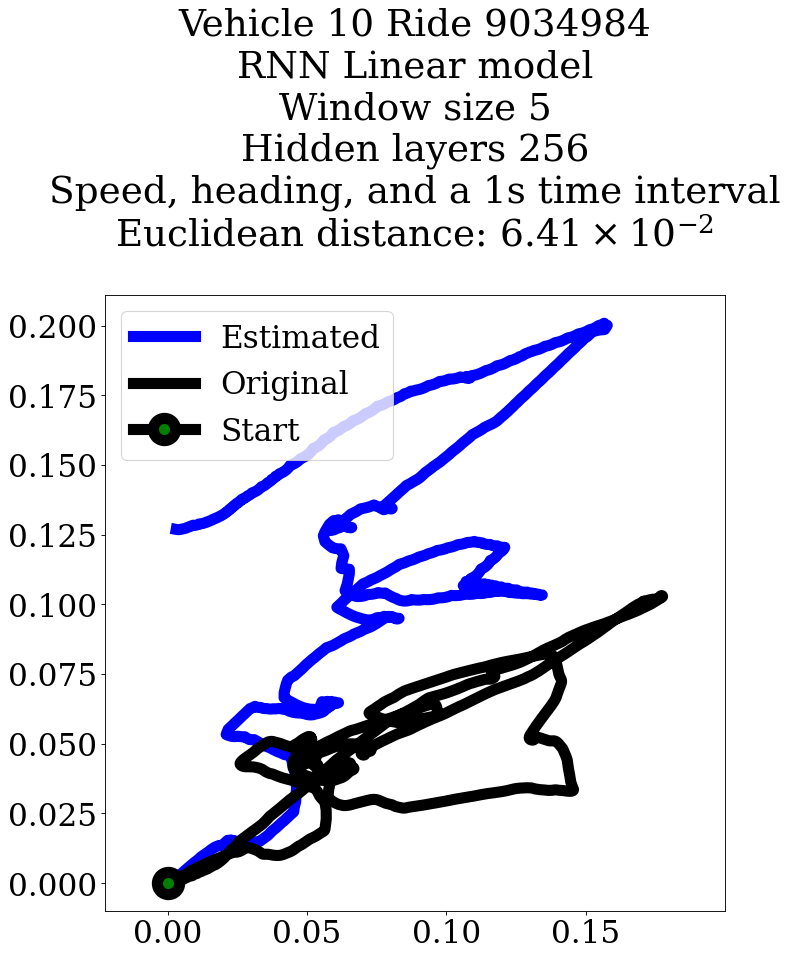 Vehicle 10 Ride 9034984
RNN Linear model
Window size 5
Hidden layers 256
Speed, heading, and a 1s time interval
Euclidean distance: 6.41 × 10⁻²
Estimated
Original
Start
0.200
0.175
0.150
0.125
0.100
0.075
0.050
0.025
0.000
0.00 0.05 0.10 0.15